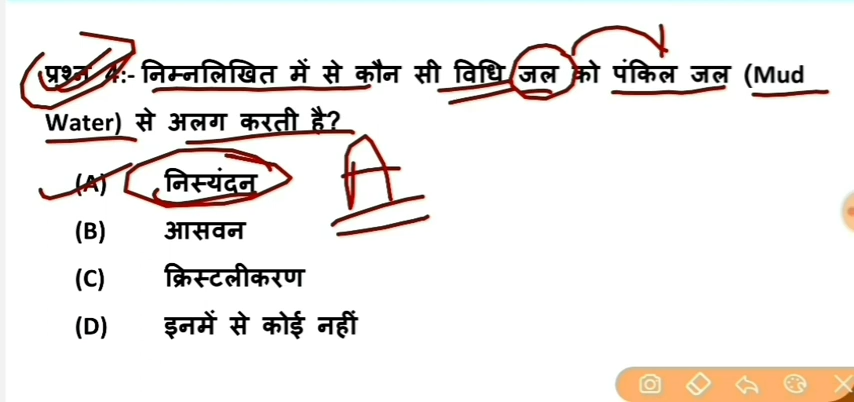 प्रश्न 4:- निम्नलिखित में से कौन सी विधि जल को पंकिल जल (Mud
Water) से अलग करती है?
(A) निस्यंदन
A
(B) आसवन
(C) क्रिस्टलीकरण
(D) इनमें से कोई नहीं